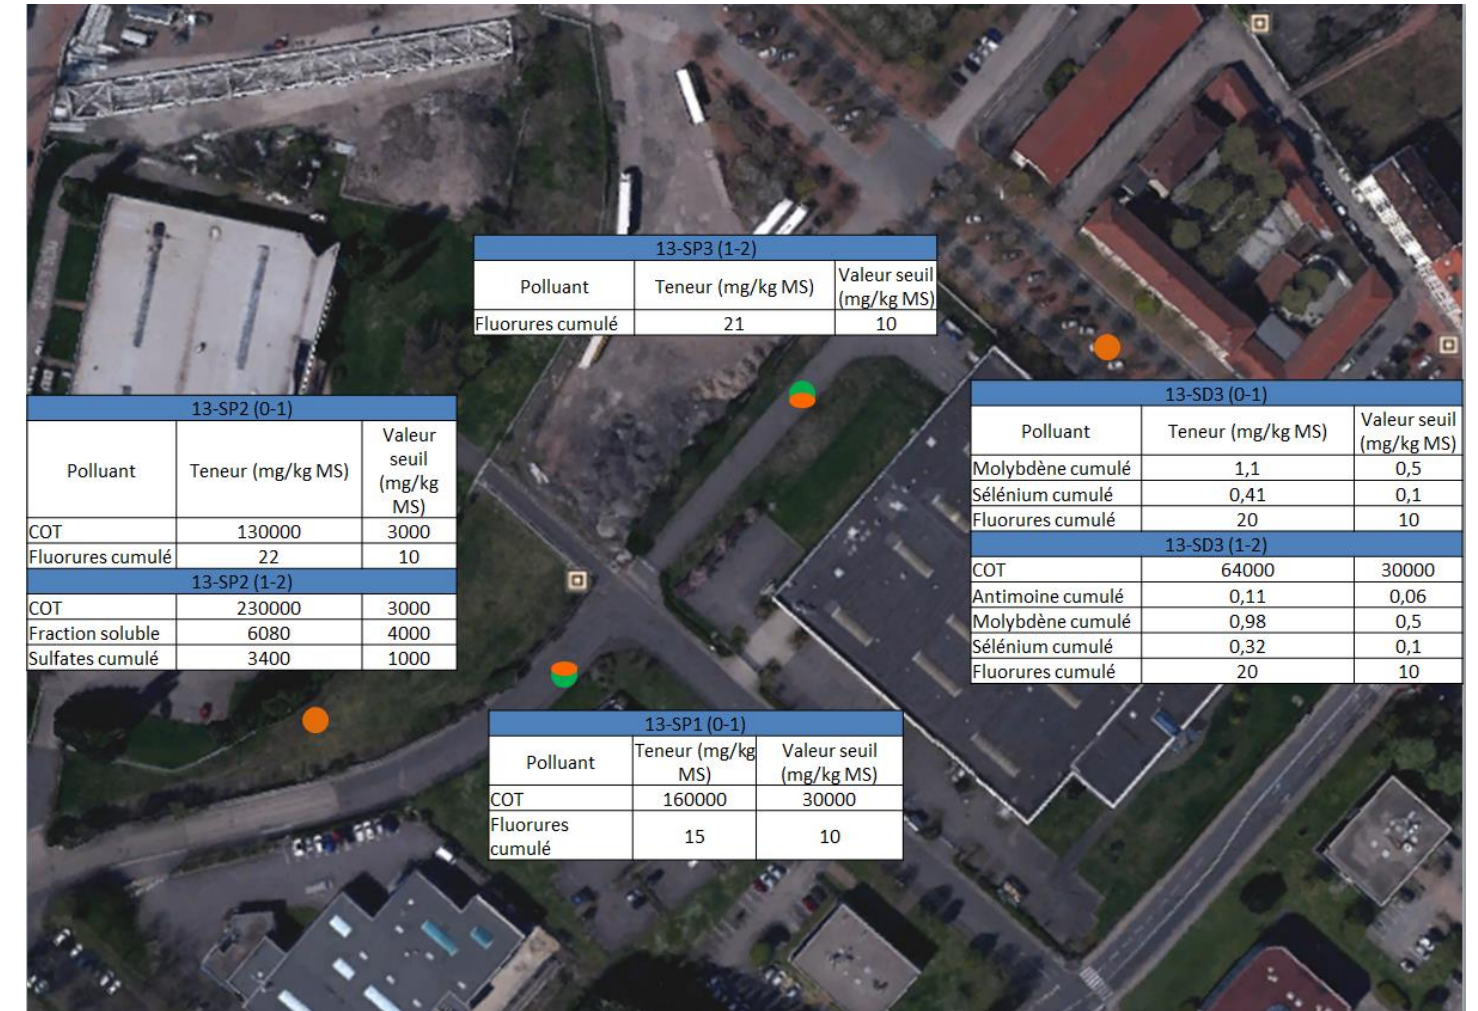 13-SP3 (1-2)
Polluant Teneur (mg/kg MS) Valeur seuil (mg/kg MS)
Fluorures cumulé 21 10
13-SP2 (0-1)
Polluant Teneur (mg/kg MS) Valeur seuil (mg/kg MS)
COT 130000 3000
Fluorures cumulé 22 10
13-SP2 (1-2)
COT 230000 3000
Fraction soluble 6080 4000
Sulfates cumulé 3400 1000
13-SD3 (0-1)
Polluant Teneur (mg/kg MS) Valeur seuil (mg/kg MS)
Molybdène cumulé 1,1 0,5
Sélénium cumulé 0,41 0,1
Fluorures cumulé 20 10
13-SD3 (1-2)
COT 64000 30000
Antimoine cumulé 0,11 0,06
Molybdène cumulé 0,98 0,5
Sélénium cumulé 0,32 0,1
Fluorures cumulé 20 10
13-SP1 (0-1)
Polluant Teneur (mg/kg MS) Valeur seuil (mg/kg MS)
COT 160000 30000
Fluorures cumulé 15 10